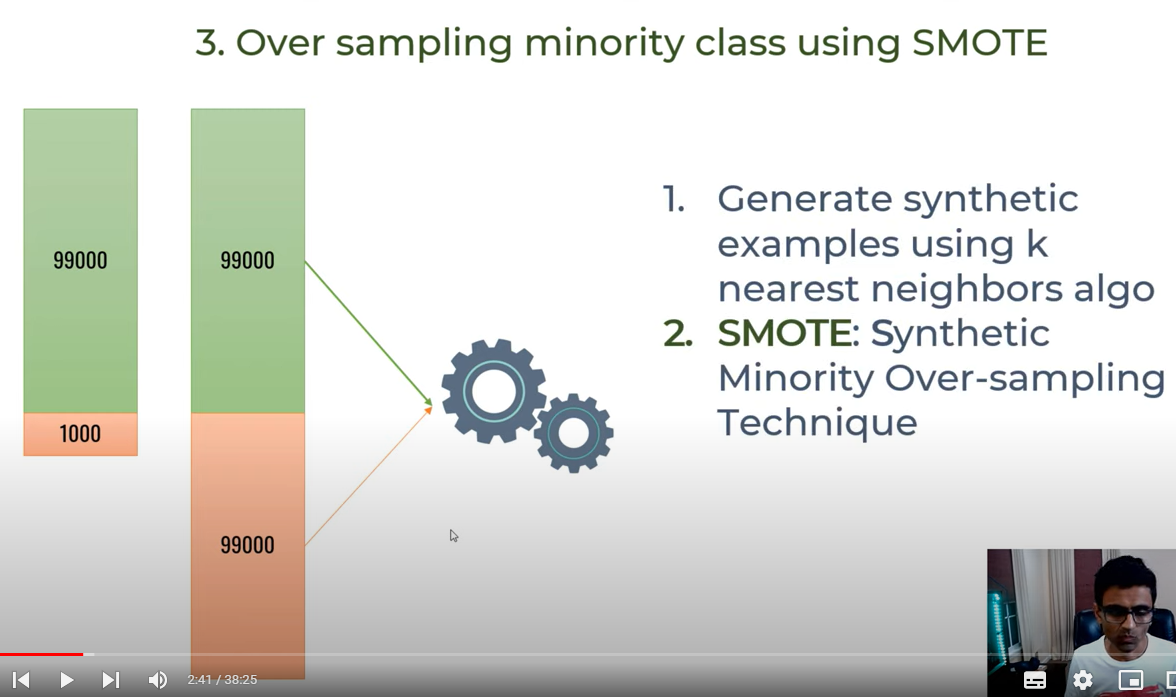 3. Over sampling minority class using SMOTE
99000
1000
99000
99000
1. Generate synthetic
examples using k
nearest neighbors algo
2. SMOTE: Synthetic
Minority Over-sampling
Technique
2:41 / 38:25